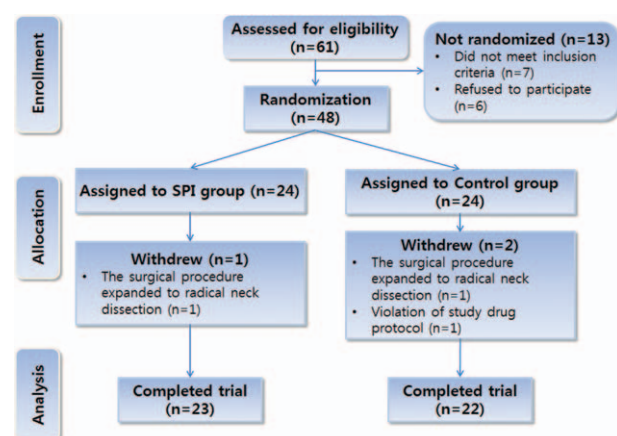 Enrollment
Assessed for eligibility
(n=61)
Not randomized (n=13)
• Did not meet inclusion
criteria (n=7)
• Refused to participate
(n=6)
Randomization
(n=48)
Allocation
Assigned to SPI group (n=24)
Assigned to Control group
(n=24)
Withdrew (n=1)
• The surgical procedure
expanded to radical neck
dissection (n=1)
Withdrew (n=2)
• The surgical procedure
expanded to radical neck
dissection (n=1)
• Violation of study drug
protocol (n=1)
Analysis
Completed trial
(n=23)
Completed trial
(n=22)